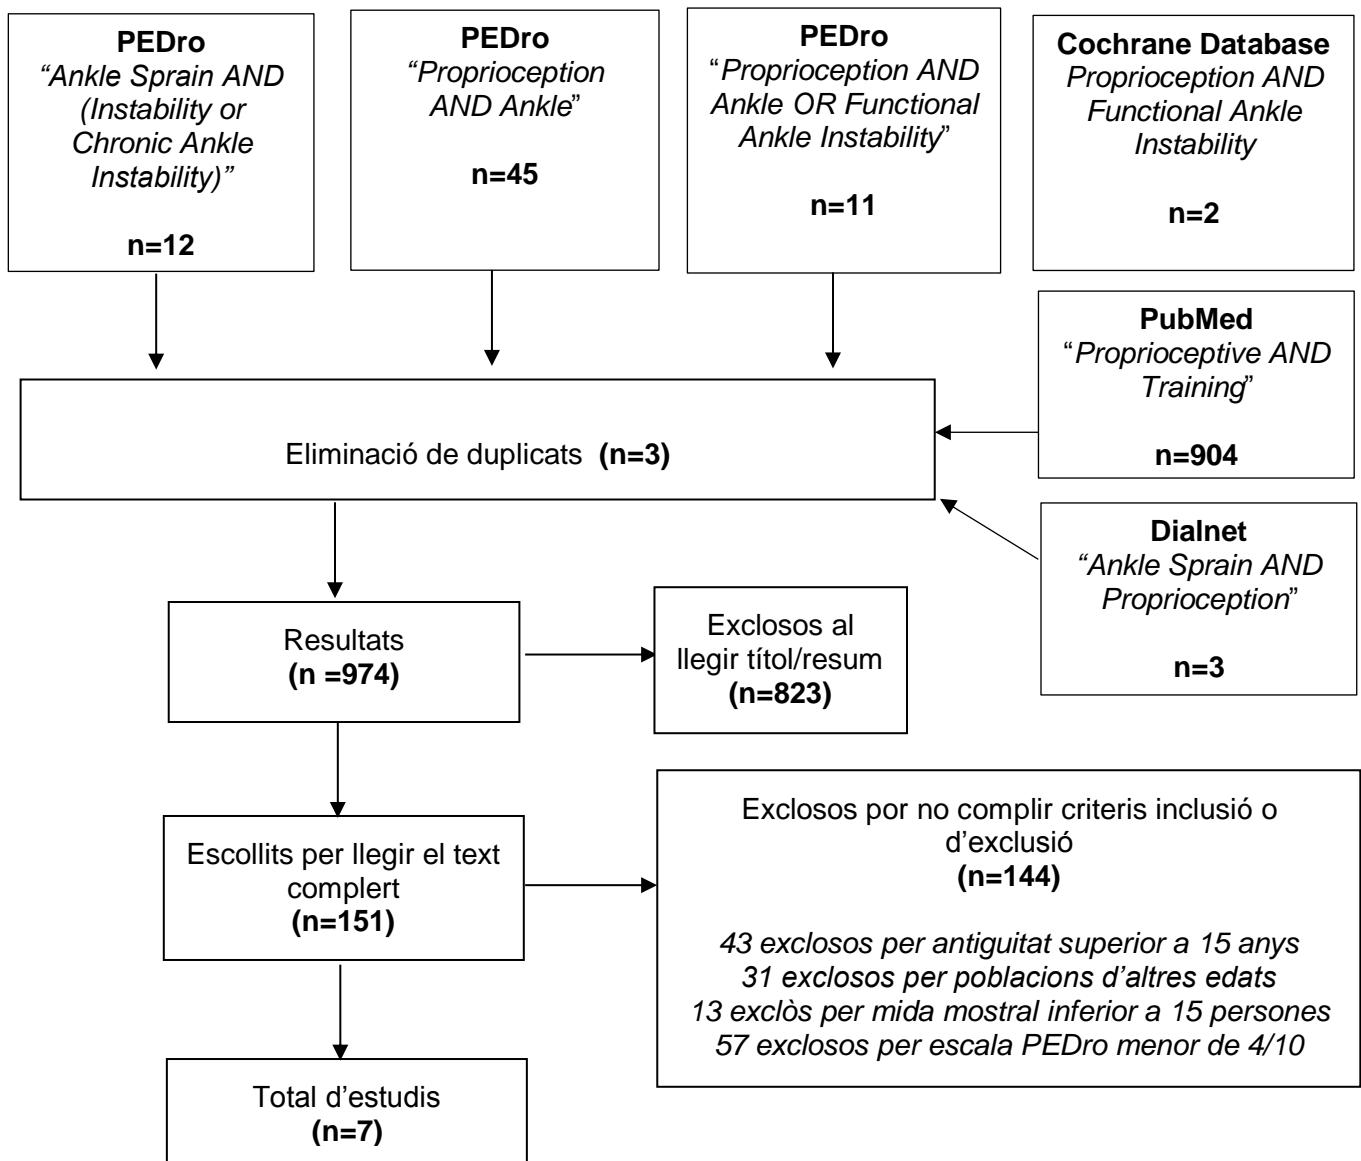 PEDro
“Ankle Sprain AND
(Instability or
Chronic Ankle
Instability)”
n=12
PEDro
“Proprioception
AND Ankle”
n=45
PEDro
“Proprioception AND
Ankle OR Functional
Ankle Instability”
n=11
Cochrane Database
Proprioception AND
Functional Ankle
Instability
n=2
PubMed
“Proprioceptive AND
Training”
n=904
Dialnet
“Ankle Sprain AND
Proprioception”
n=3
Eliminació de duplicats (n=3)
Resultats
(n =974)
Exclosos al
llegir títol/resum
(n=823)
Escollits per llegir el text
complert
(n=151)
Exclosos por no complir criteris inclusió o
d’exclusió
(n=144)
43 exclosos per antiguitat superior a 15 anys
31 exclosos per poblacions d’altres edats
13 exclòs per mida mostral inferior a 15 persones
57 exclosos per escala PEDro menor de 4/10
Total d’estudis
(n=7)